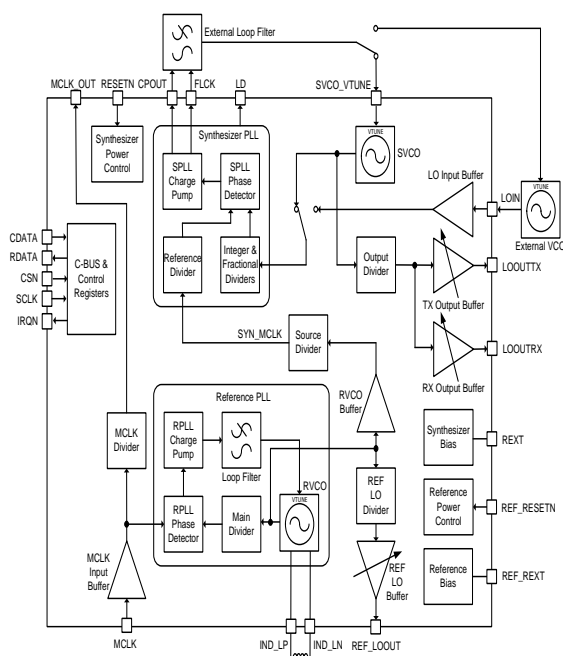 External Loop Filter
MCLK_OUT
RESETN
CPOUT
FLCK
LD
SVCO_VTUNE
Synthesizer
Power
Control
Synthesizer PLL
SPLL
Charge
Pump
SPLL
Phase
Detector
Reference
Divider
Integer &
Fractional
Dividers
VTUNE
SVCO
LO Input Buffer
LOIN
VTUNE
External VCO
CDATA
RDATA
CSN
SCLK
IRQN
C-BUS &
Control
Registers
Output
Divider
TX Output Buffer
LOOUTTX
RX Output Buffer
LOOUTRX
SYN_MCLK
Source
Divider
RVCO
Buffer
Reference PLL
RPLL
Charge
Pump
Loop Filter
RVCO
VTUNE
RPLL
Phase
Detector
Main
Divider
MCLK
Divider
MCLK
Input
Buffer
REF
LO
Divider
REF
LO
Buffer
Synthesizer
Bias
REXT
Reference
Power
Control
REF_RESETN
Reference
Bias
REF_REXT
MCLK
IND_LP
IND_LN
REF_LOOUT